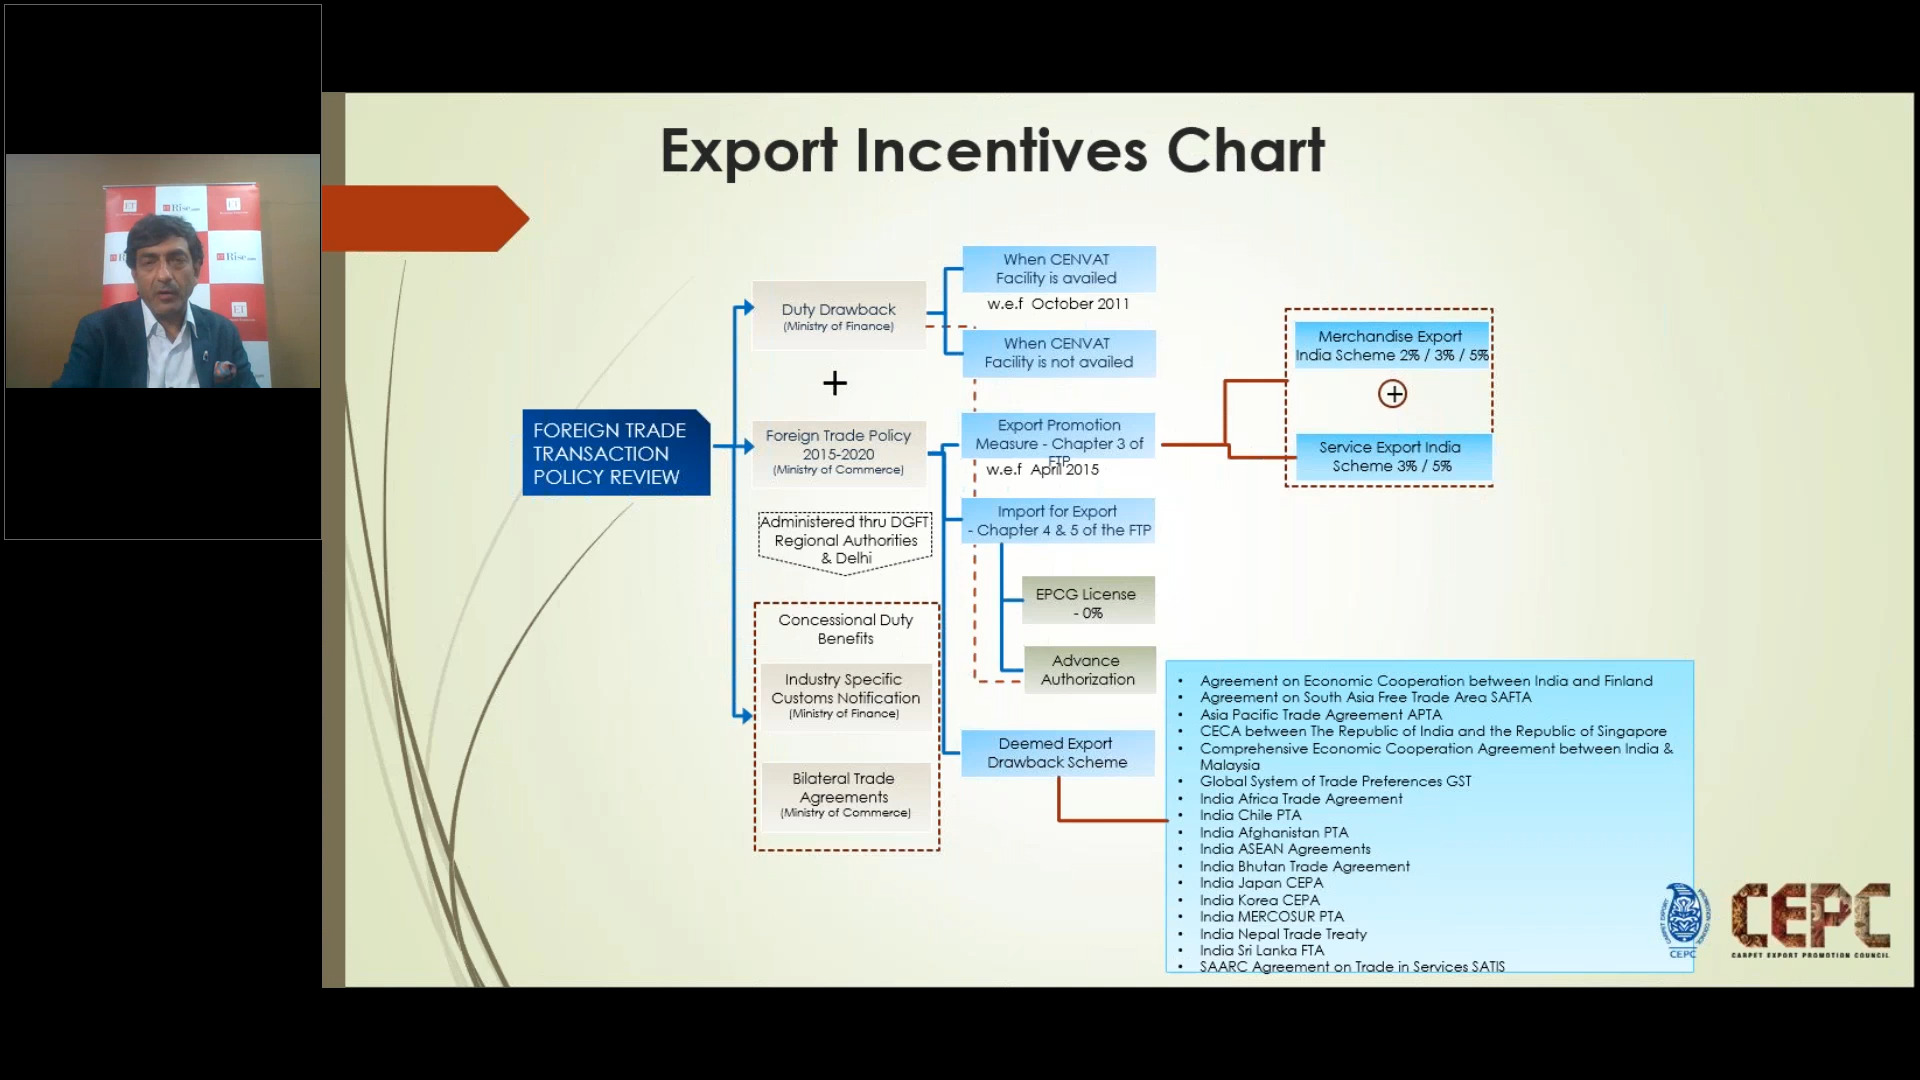 Export Incentives Chart
ET
Rise
Rise
ET
FOREIGN TRADE
TRANSACTION
POLICY REVIEW
Duty Drawback
(Ministry of Finance)
+
Foreign Trade Policy
2015-2020
(Ministry of Commerce)
Administered thru DGFT
Regional Authorities
& Delhi
Concessional Duty
Benefits
Industry Specific
Customs Notification
(Ministry of Finance)
Bilateral Trade
Agreements
(Ministry of Commerce)
When CENVAT
Facility is availed
w.e.f October 2011
When CENVAT
Facility is not availed
Export Promotion
Measure - Chapter 3 of
FTP
w.e.f April 2015
Import for Export
- Chapter 4 & 5 of the FTP
EPCG License
- 0%
Advance
Authorization
Deemed Export
Drawback Scheme
Merchandise Export
India Scheme 2% / 3% / 5%
+
Service Export India
Scheme 3% / 5%
• Agreement on Economic Cooperation between India and Finland
• Agreement on South Asia Free Trade Area SAFTA
• Asia Pacific Trade Agreement APTA
• CECA between The Republic of India and the Republic of Singapore
• Comprehensive Economic Cooperation Agreement between India &
Malaysia
• Global System of Trade Preferences GST
• India Africa Trade Agreement
• India Chile PTA
• India Afghanistan PTA
• India ASEAN Agreements
• India Bhutan Trade Agreement
• India Japan CEPA
• India Korea CEPA
• India MERCOSUR PTA
• India Nepal Trade Treaty
• India Sri Lanka FTA
• SAARC Agreement on Trade in Services SATIS
CARPET EXPORT PROMOTION COUNCIL
CEPC
CEPC
CARPET EXPORT PROMOTION COUNCIL